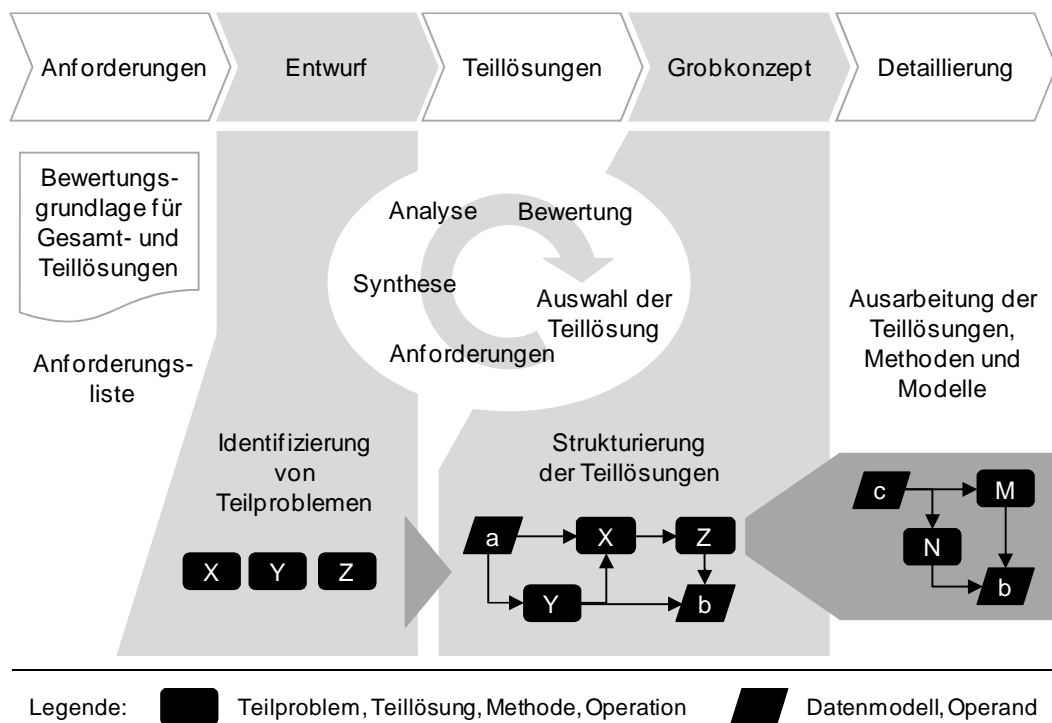 Anforderungen
Entwurf
Teillösungen
Grobkonzept
Detaillierung
Bewertungs-
grundlage für
Gesamt- und
Teillösungen
Anforderungs-
liste
Analyse
Bewertung
Synthese
Auswahl der
Teillösung
Anforderungen
Ausarbeitung der
Teillösungen,
Methoden und
Modelle
Identifizierung
von
Teilproblemen
X Y Z
Strukturierung
der Teillösungen
a X Z
Y b
c M
N
b
Legende:
Teilproblem, Teillösung, Methode, Operation
Datenmodell, Operand